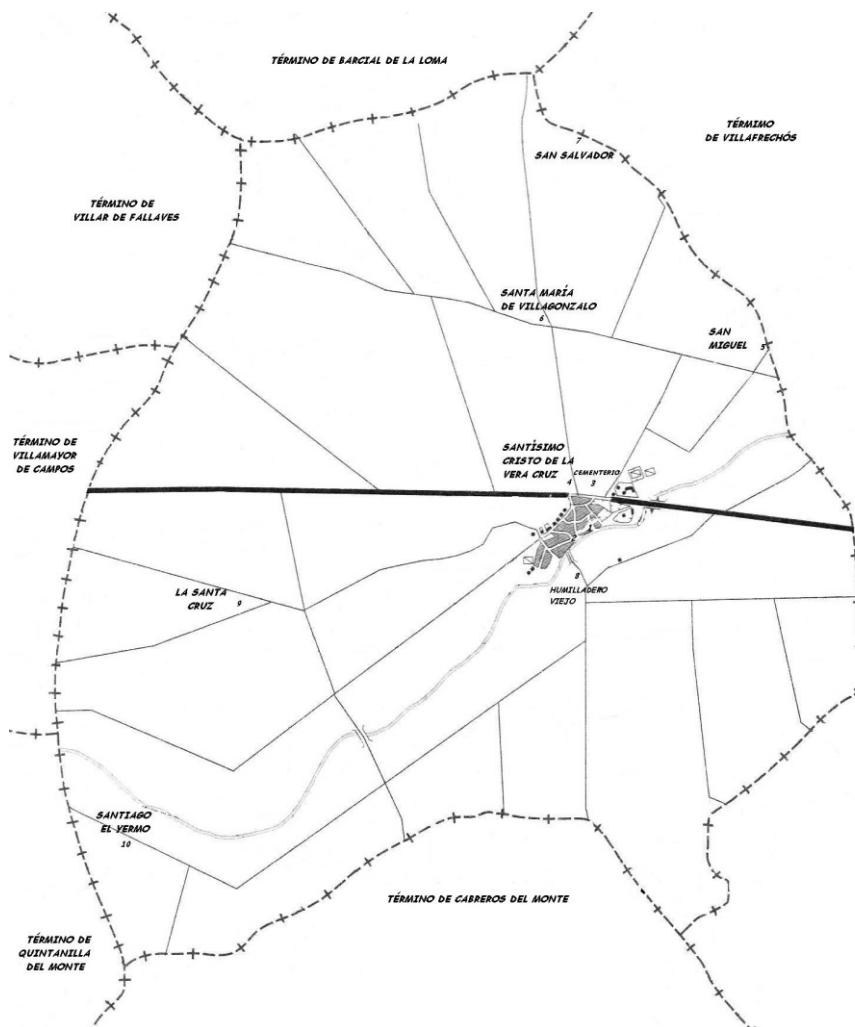 TÉRMINO DE BARCIAL DE LA LOMA
TÉRMIMO
DE VILLAFRECHÓS
7
SAN SALVADOR
TÉRMINO DE
VILLAR DE FALLAVES
SANTA MARÍA
DE VILLAGONZALO
6
SAN
MIGUEL
5
TÉRMINO DE
VILLAMAYOR
DE CAMPOS
SANTÍSIMO
CRISTO DE LA
VERA CRUZ
CEMENTERIO
4
3
8
HUMILLADERO
VIEJO
LA SANTA
CRUZ
9
SANTIAGO
EL YERMO
10
TÉRMINO DE CABREROS DEL MONTE
TÉRMINO DE
QUINTANILLA
DEL MONTE